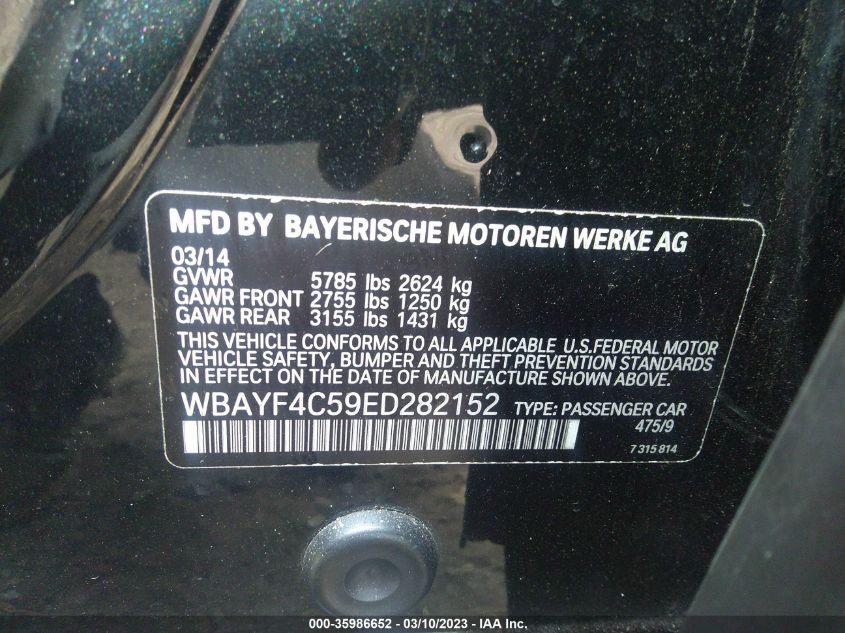 MFD BY BAYERISCHE MOTOREN WERKE AG
03/14
GVWR 5785 lbs 2624 kg
GAWR FRONT 2755 lbs 1250 kg
GAWR REAR 3155 lbs 1431 kg
THIS VEHICLE CONFORMS TO ALL APPLICABLE U.S.FEDERAL MOTOR
VEHICLE SAFETY, BUMPER AND THEFT PREVENTION STANDARDS
IN EFFECT ON THE DATE OF MANUFACTURE SHOWN ABOVE.
WBAYF4C59ED282152 TYPE: PASSENGER CAR
475/9
7 315 814
000-35986652 - 03/10/2023 - IAA Inc.